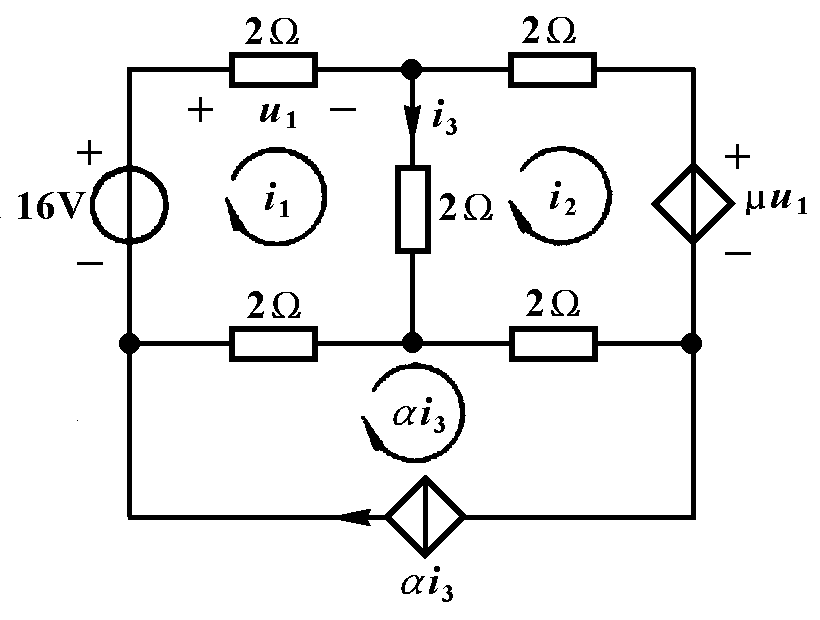 2Ω 2Ω
+ u1 − i3
+ 16V −
i1 2Ω i2
+ μu1 −
2Ω 2Ω
αi3
αi3